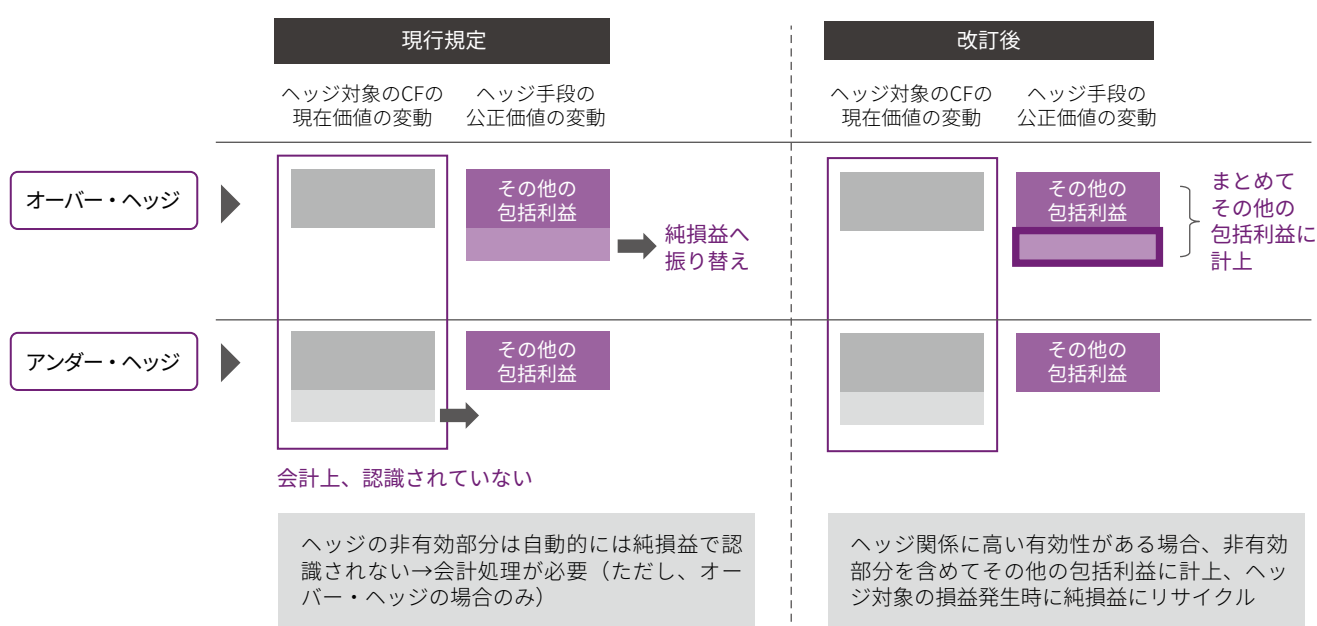 現行規定
改訂後
ヘッジ対象のCFの
現在価値の変動
ヘッジ手段の
公正価値の変動
ヘッジ対象のCFの
現在価値の変動
ヘッジ手段の
公正価値の変動
オーバー・ヘッジ
その他の
包括利益
純損益へ
振り替え
その他の
包括利益
まとめて
その他の
包括利益に
計上
アンダー・ヘッジ
その他の
包括利益
その他の
包括利益
会計上、認識されていない
ヘッジの非有効部分は自動的には純損益で認
識されない→会計処理が必要（ただし、オー
バー・ヘッジの場合のみ）
ヘッジ関係に高い有効性がある場合、非有効
部分を含めてその他の包括利益に計上、ヘッ
ジ対象の損益発生時に純損益にリサイクル